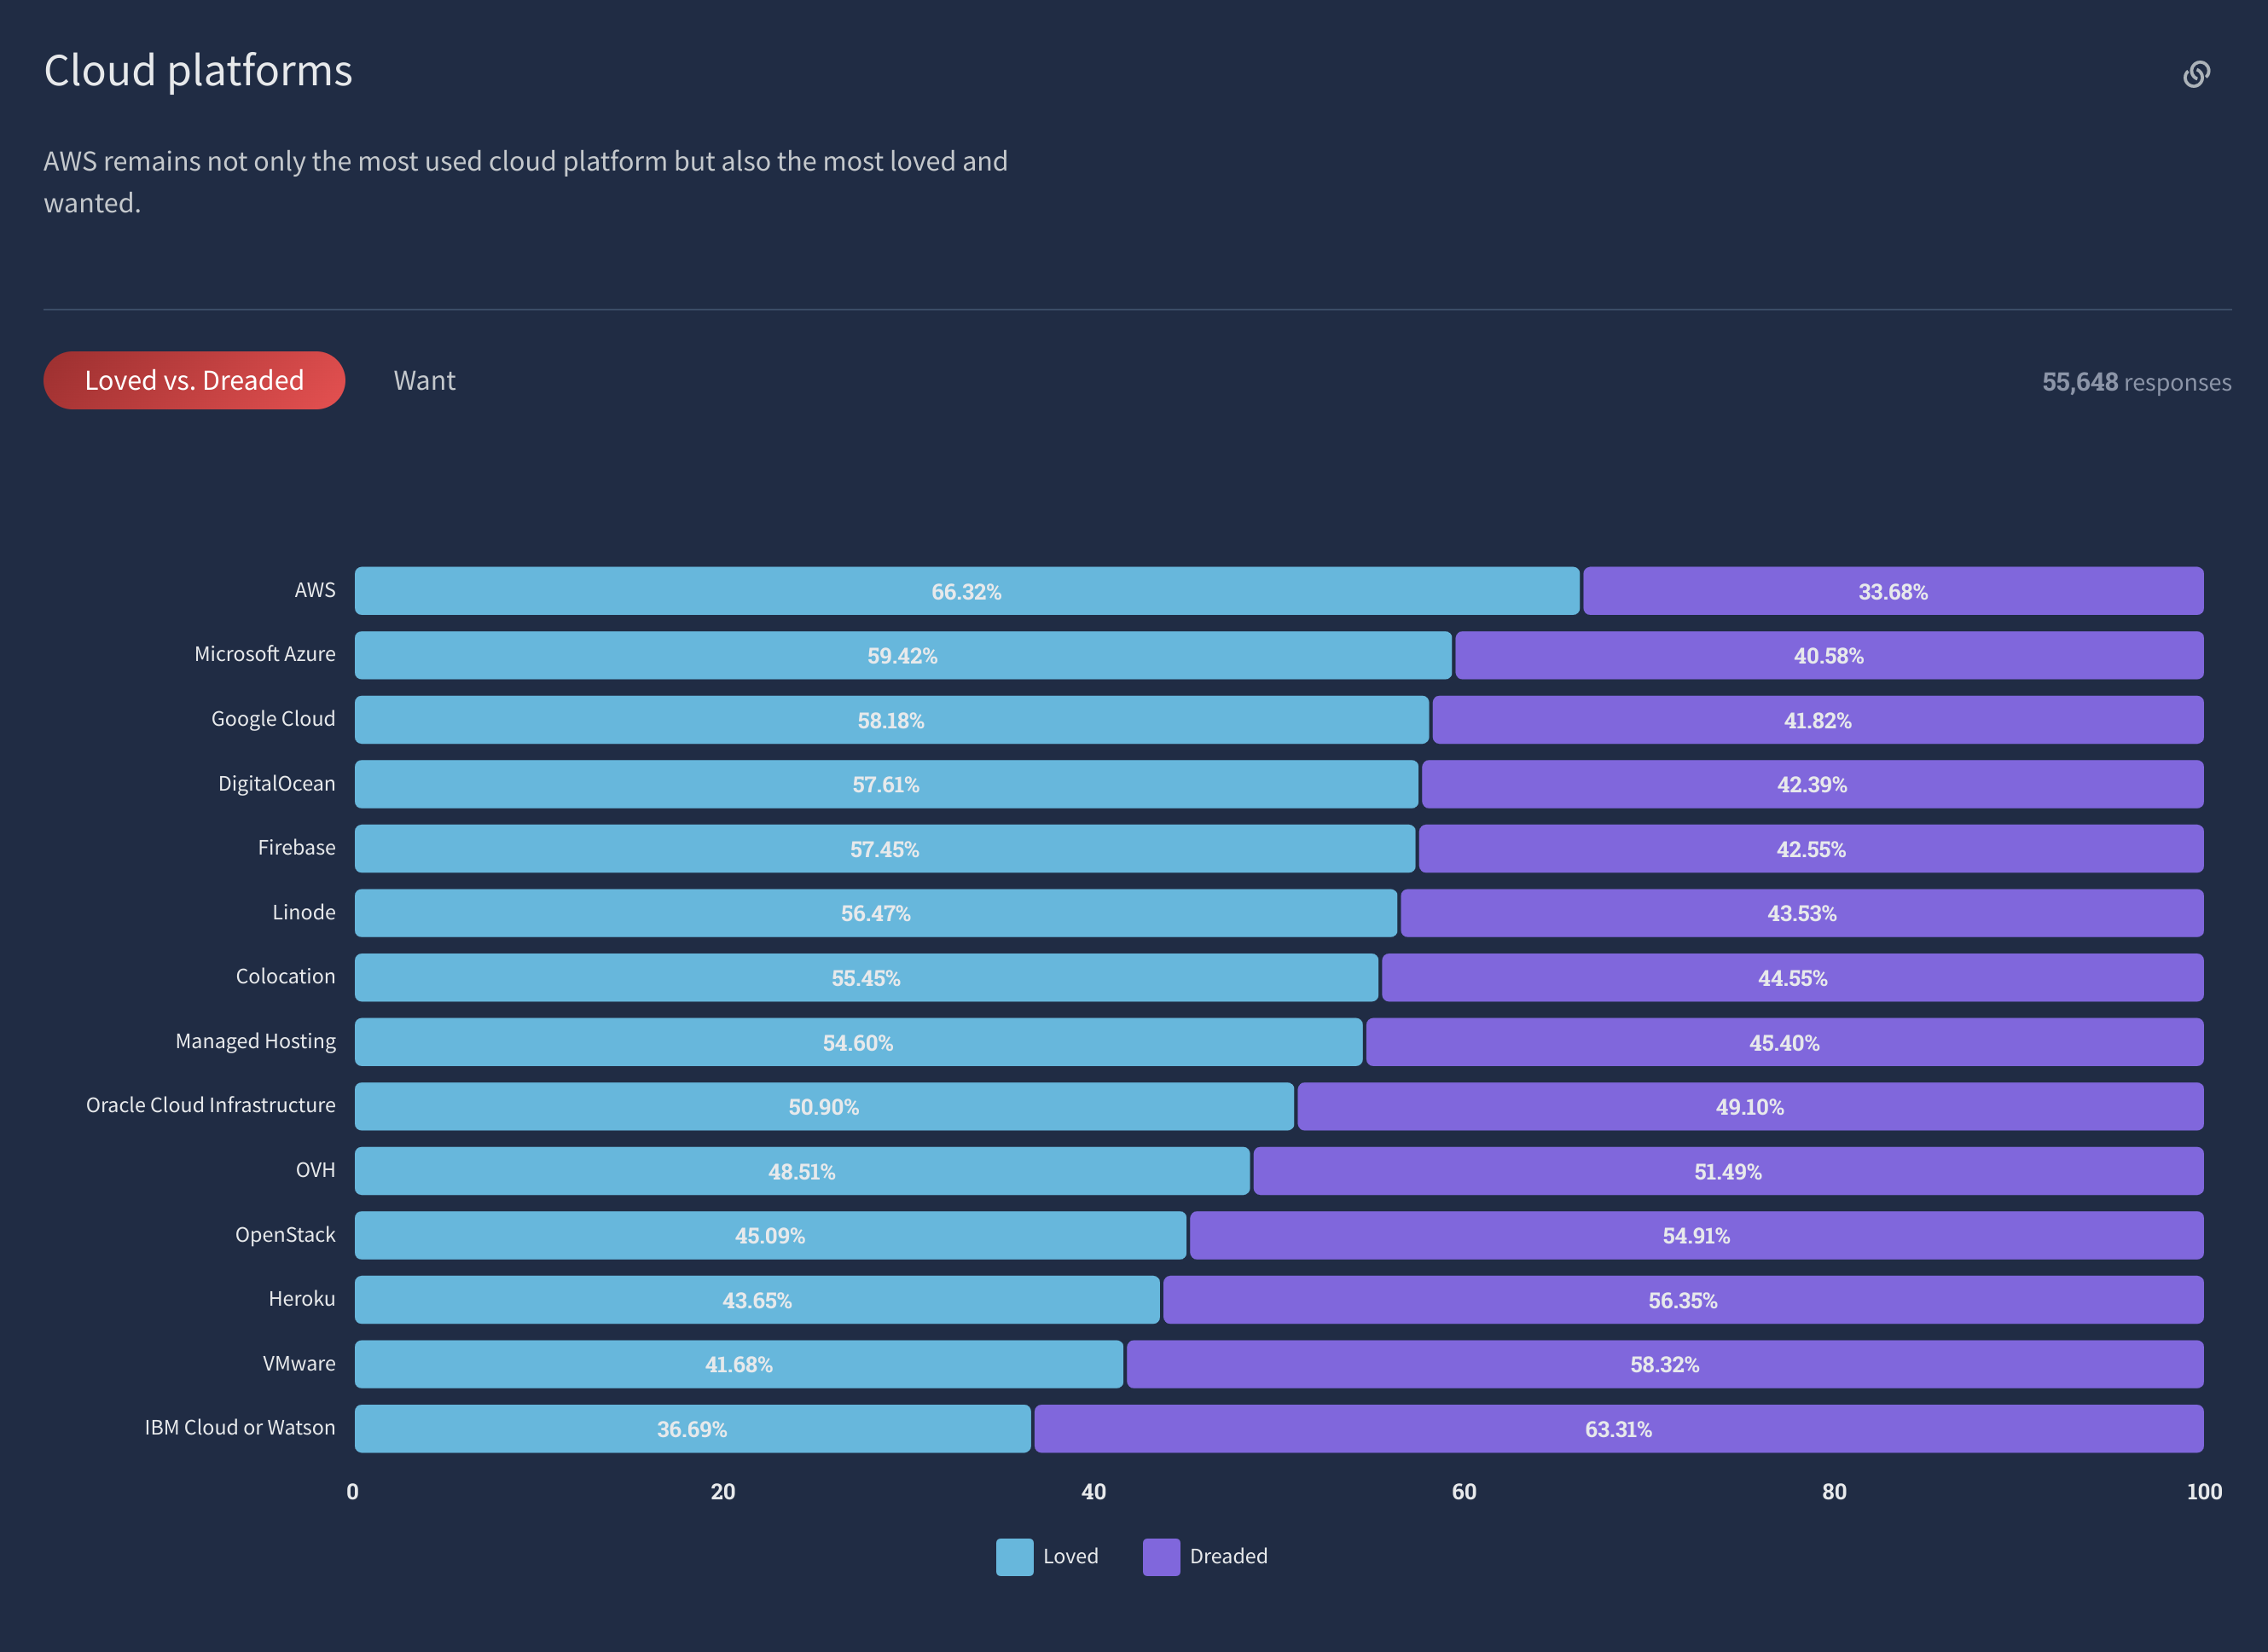 Cloud platforms
AWS remains not only the most used cloud platform but also the most loved and
wanted.
Loved vs. Dreaded Want 55,648 responses
AWS 66.32% 33.68%
Microsoft Azure 59.42% 40.58%
Google Cloud 58.18% 41.82%
DigitalOcean 57.61% 42.39%
Firebase 57.45% 42.55%
Linode 56.47% 43.53%
Colocation 55.45% 44.55%
Managed Hosting 54.60% 45.40%
Oracle Cloud Infrastructure 50.90% 49.10%
OVH 48.51% 51.49%
OpenStack 45.09% 54.91%
Heroku 43.65% 56.35%
VMware 41.68% 58.32%
IBM Cloud or Watson 36.69% 63.31%
0 20 40 60 80 100
Loved Dreaded